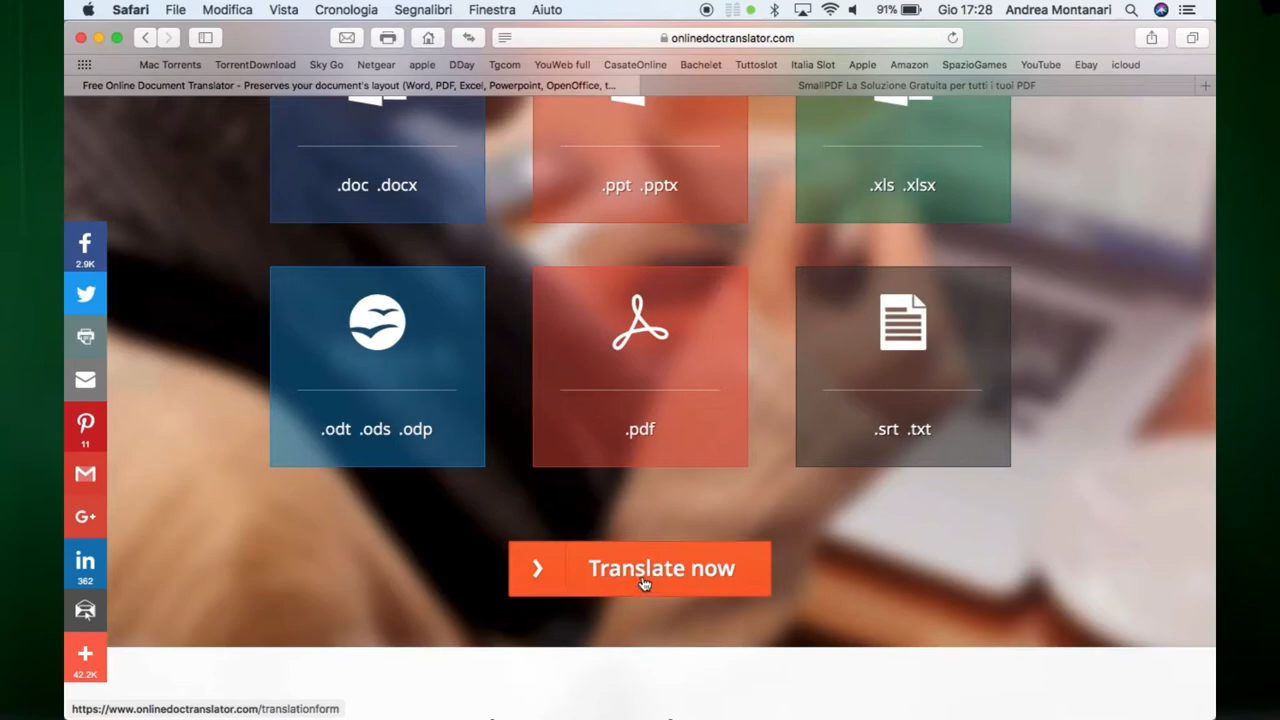 Safari File Modifica Vista Cronologia Segnalibri Finestra Aiuto 91% Gio 17:28 Andrea Montanari
onlinedoctranslator.com
Mac Torrents TorrentDownload Sky Go Netgear apple DDay Tgcom YouWeb full CasateOnline Bachelet Tuttoslot Italia Slot Apple Amazon SpazioGames YouTube Ebay icloud
Free Online Document Translator - Preserves your document's layout (Word, PDF, Excel, Powerpoint, OpenOffice, t... SmallPDF La Soluzione Gratuita per tutti i tuoi PDF
.doc .docx .ppt .pptx .xls .xlsx
2.9K
.odt .ods .odp .pdf .srt .txt
11
G+
in
362
Translate now
42.2K
https://www.onlinedoctranslator.com/translationform